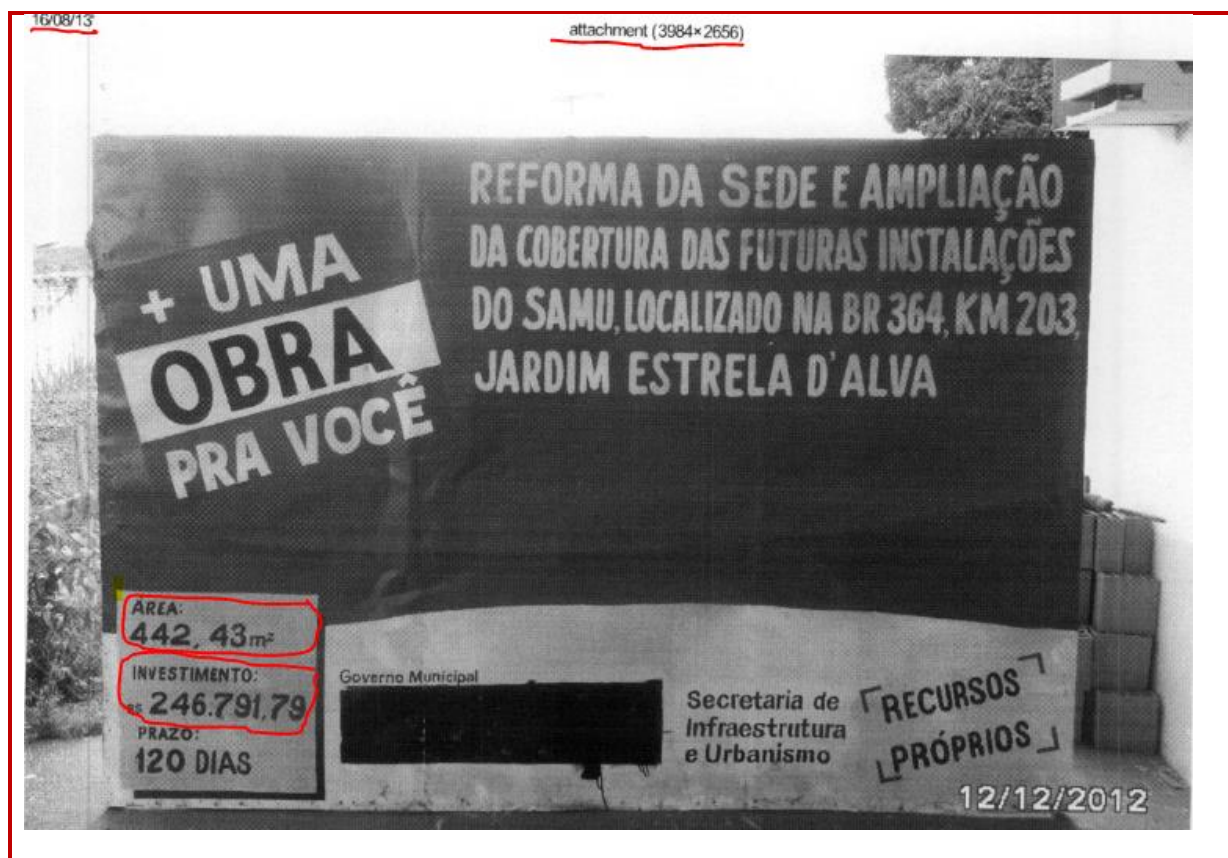 16/08/13
attachment (3984×2656)
REFORMA DA SEDE E AMPLIAÇÃO
DA COBERTURA DAS FUTURAS INSTALAÇÕES
DO SAMU, LOCALIZADO NA BR 364, KM 203,
JARDIM ESTRELA D'ALVA
+ UMA
OBRA
PRA VOCÊ
ÁREA:
442,43m²
INVESTIMENTO:
R$ 246.791,79
PRAZO:
120 DIAS
Governo Municipal
Secretaria de
Infraestrutura
e Urbanismo
RECURSOS
PRÓPRIOS
12/12/2012